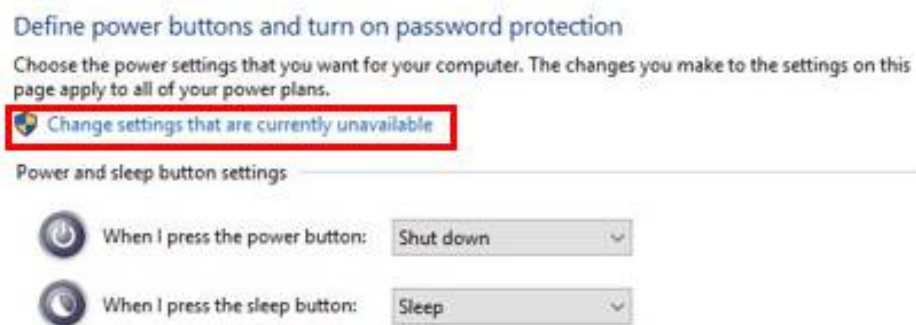 Define power buttons and turn on password protection
Choose the power settings that you want for your computer. The changes you make to the settings on this
page apply to all of your power plans.
Change settings that are currently unavailable
Power and sleep button settings
When I press the power button: Shut down
When I press the sleep button: Sleep